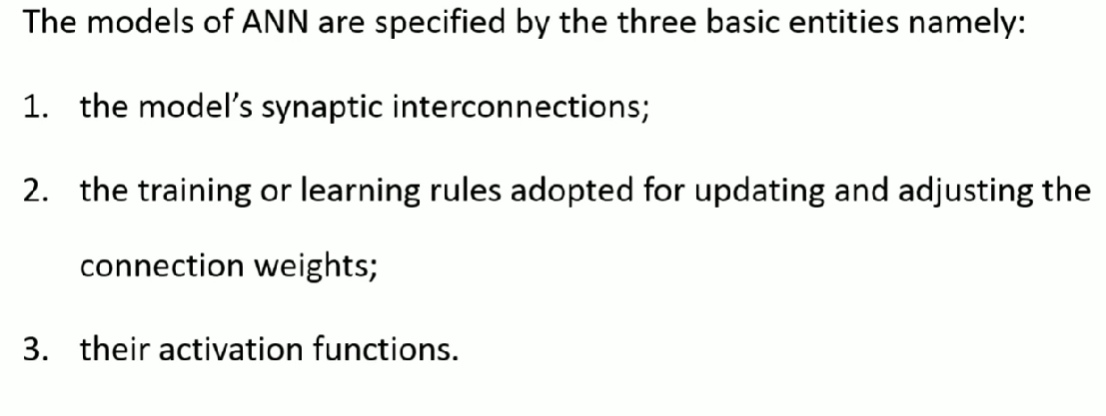 The models of ANN are specified by the three basic entities namely:
1. the model's synaptic interconnections;
2. the training or learning rules adopted for updating and adjusting the
connection weights;
3. their activation functions.